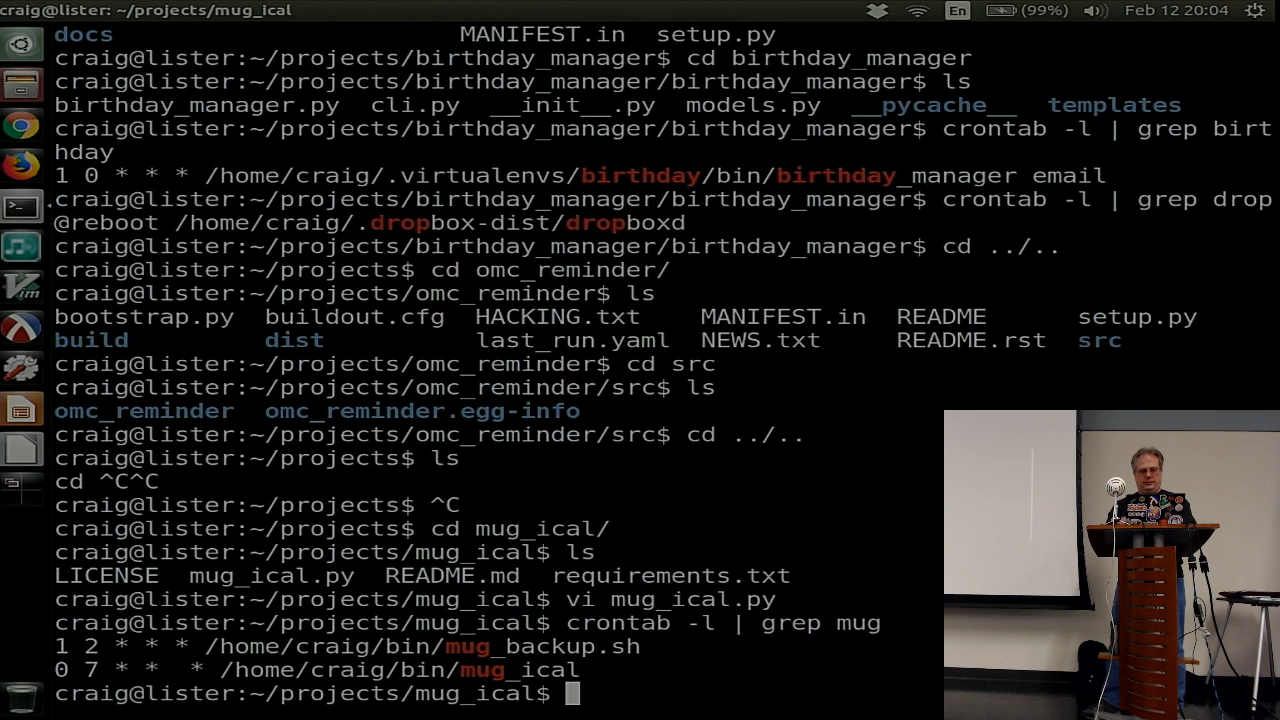 craig@lister: ~/projects/mug_ical
En (99%) Feb 12 20:04
docs MANIFEST.in setup.py
craig@lister:~/projects/birthday_manager$ cd birthday_manager
craig@lister:~/projects/birthday_manager/birthday_manager$ ls
birthday_manager.py cli.py __init__.py models.py __pycache__ templates
craig@lister:~/projects/birthday_manager/birthday_manager$ crontab -l | grep birt
hday
1 0 * * * /home/craig/.virtualenvs/birthday/bin/birthday_manager email
craig@lister:~/projects/birthday_manager/birthday_manager$ crontab -l | grep drop
@reboot /home/craig/.dropbox-dist/dropboxd
craig@lister:~/projects/birthday_manager/birthday_manager$ cd ../..
craig@lister:~/projects$ cd omc_reminder/
craig@lister:~/projects/omc_reminder$ ls
bootstrap.py buildout.cfg HACKING.txt MANIFEST.in README setup.py
build dist last_run.yaml NEWS.txt README.rst src
craig@lister:~/projects/omc_reminder$ cd src
craig@lister:~/projects/omc_reminder/src$ ls
omc_reminder omc_reminder.egg-info
craig@lister:~/projects/omc_reminder/src$ cd ../..
craig@lister:~/projects$ ls
cd ^C^C
craig@lister:~/projects$ ^C
craig@lister:~/projects$ cd mug_ical/
craig@lister:~/projects/mug_ical$ ls
LICENSE mug_ical.py README.md requirements.txt
craig@lister:~/projects/mug_ical$ vi mug_ical.py
craig@lister:~/projects/mug_ical$ crontab -l | grep mug
1 2 * * * /home/craig/bin/mug_backup.sh
0 7 * * * /home/craig/bin/mug_ical
craig@lister:~/projects/mug_ical$